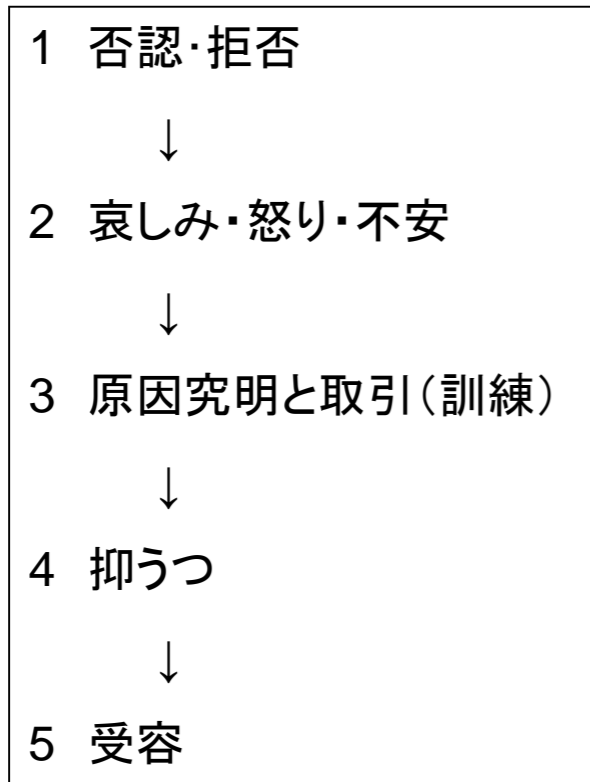 1 否認・拒否
↓
2 哀しみ・怒り・不安
↓
3 原因究明と取引(訓練)
↓
4 抑うつ
↓
5 受容